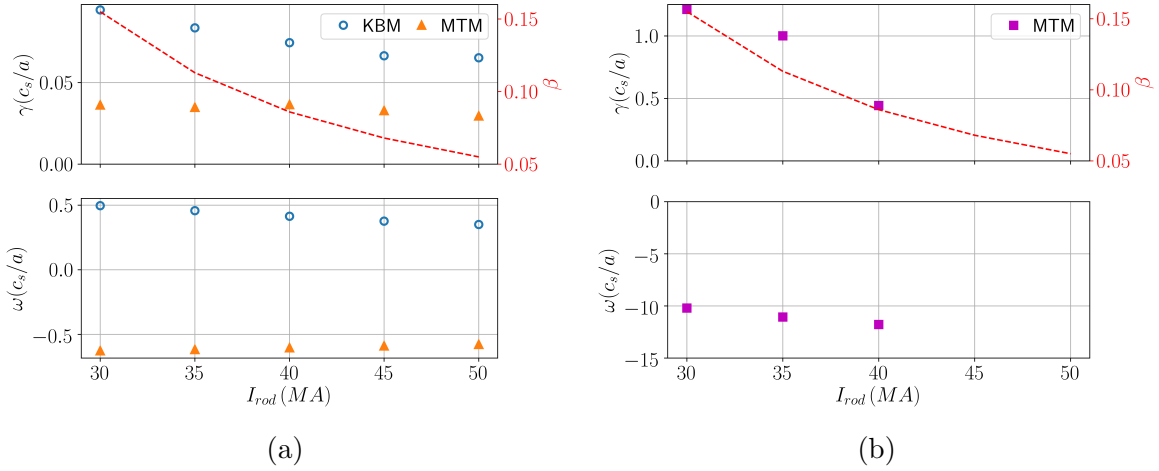 KBM MTM
γ(c_s/a)
0.05
0.00
0.15
0.10
0.05
β
ω(c_s/a)
0.5
0.0
−0.5
30 35 40 45 50
I_rod (MA)
(a)
MTM
γ(c_s/a)
1.0
0.5
0.0
0.15
0.10
0.05
β
ω(c_s/a)
0
−5
−10
−15
30 35 40 45 50
I_rod (MA)
(b)